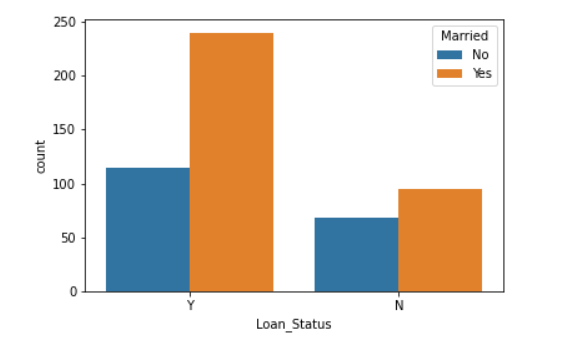 250
200
150
100
50
0
count
Married
No
Yes
Y
N
Loan_Status